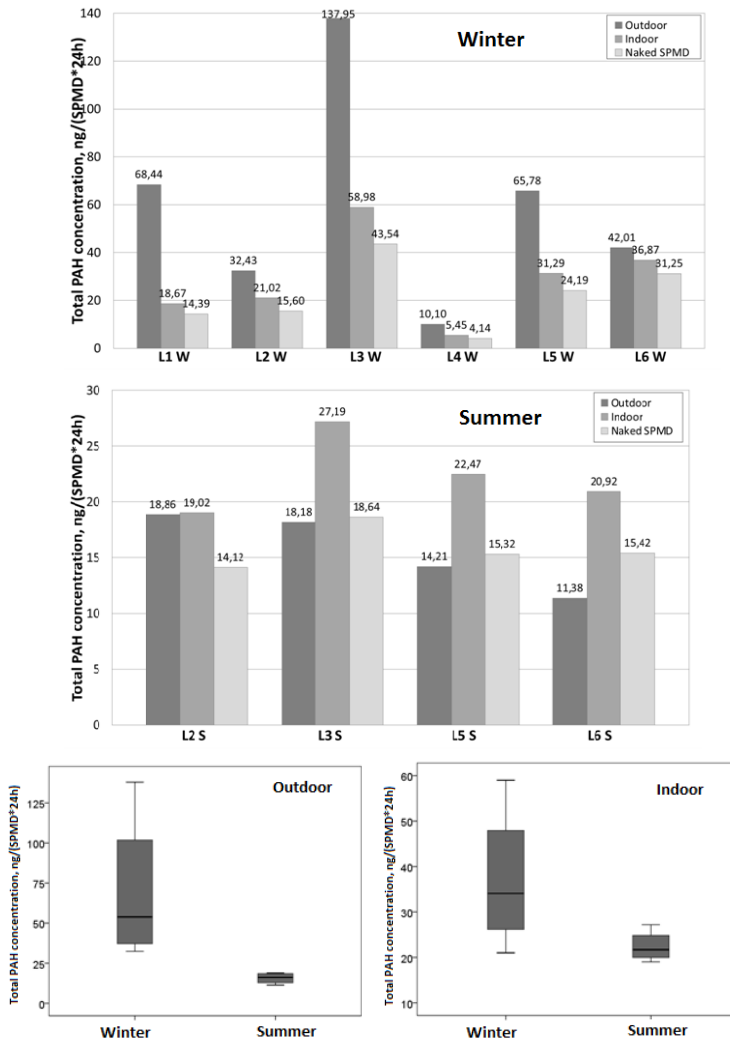 Total PAH concentration, ng/(SPMD*24h)
140
120
100
80
60
40
20
0
Winter
Outdoor
Indoor
Naked SPMD
68,44
18,67
14,39
32,43
21,02
15,60
137,95
58,98
43,54
10,10
5,45
4,14
65,78
31,29
24,19
42,01
36,87
31,25
L1 W
L2 W
L3 W
L4 W
L5 W
L6 W
Total PAH concentration, ng/(SPMD*24h)
30
25
20
15
10
5
0
Summer
Outdoor
Indoor
Naked SPMD
18,86
19,02
14,12
18,18
27,19
18,64
14,21
22,47
15,32
11,38
20,92
15,42
L2 S
L3 S
L5 S
L6 S
Total PAH concentration, ng/(SPMD*24h)
125
100
75
50
25
0
Outdoor
Winter
Summer
Total PAH concentration, ng/(SPMD*24h)
60
50
40
30
20
10
Indoor
Winter
Summer